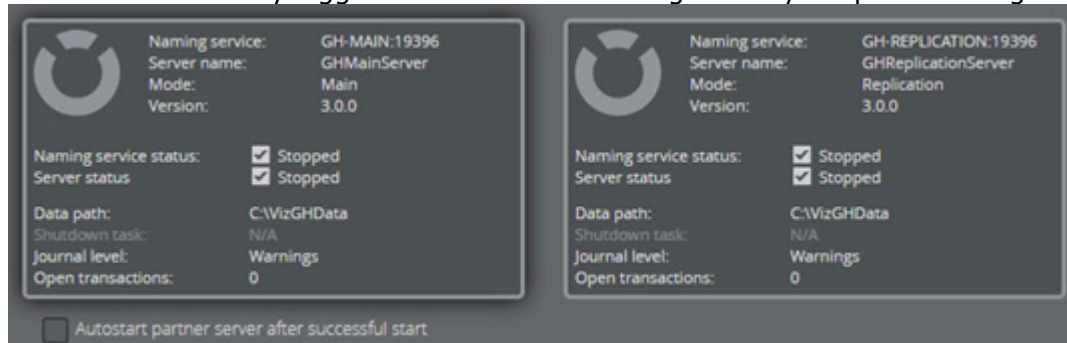 Naming service: GH-MAIN:19396
Server name: GHMainServer
Mode: Main
Version: 3.0.0
Naming service status: Stopped
Server status Stopped
Data path: C:\VizGHData
Shutdown task: N/A
Journal level: Warnings
Open transactions: 0
Naming service: GH-REPLICATION:19396
Server name: GHReplicationServer
Mode: Replication
Version: 3.0.0
Naming service status: Stopped
Server status Stopped
Data path: C:\VizGHData
Shutdown task: N/A
Journal level: Warnings
Open transactions: 0
Autostart partner server after successful start